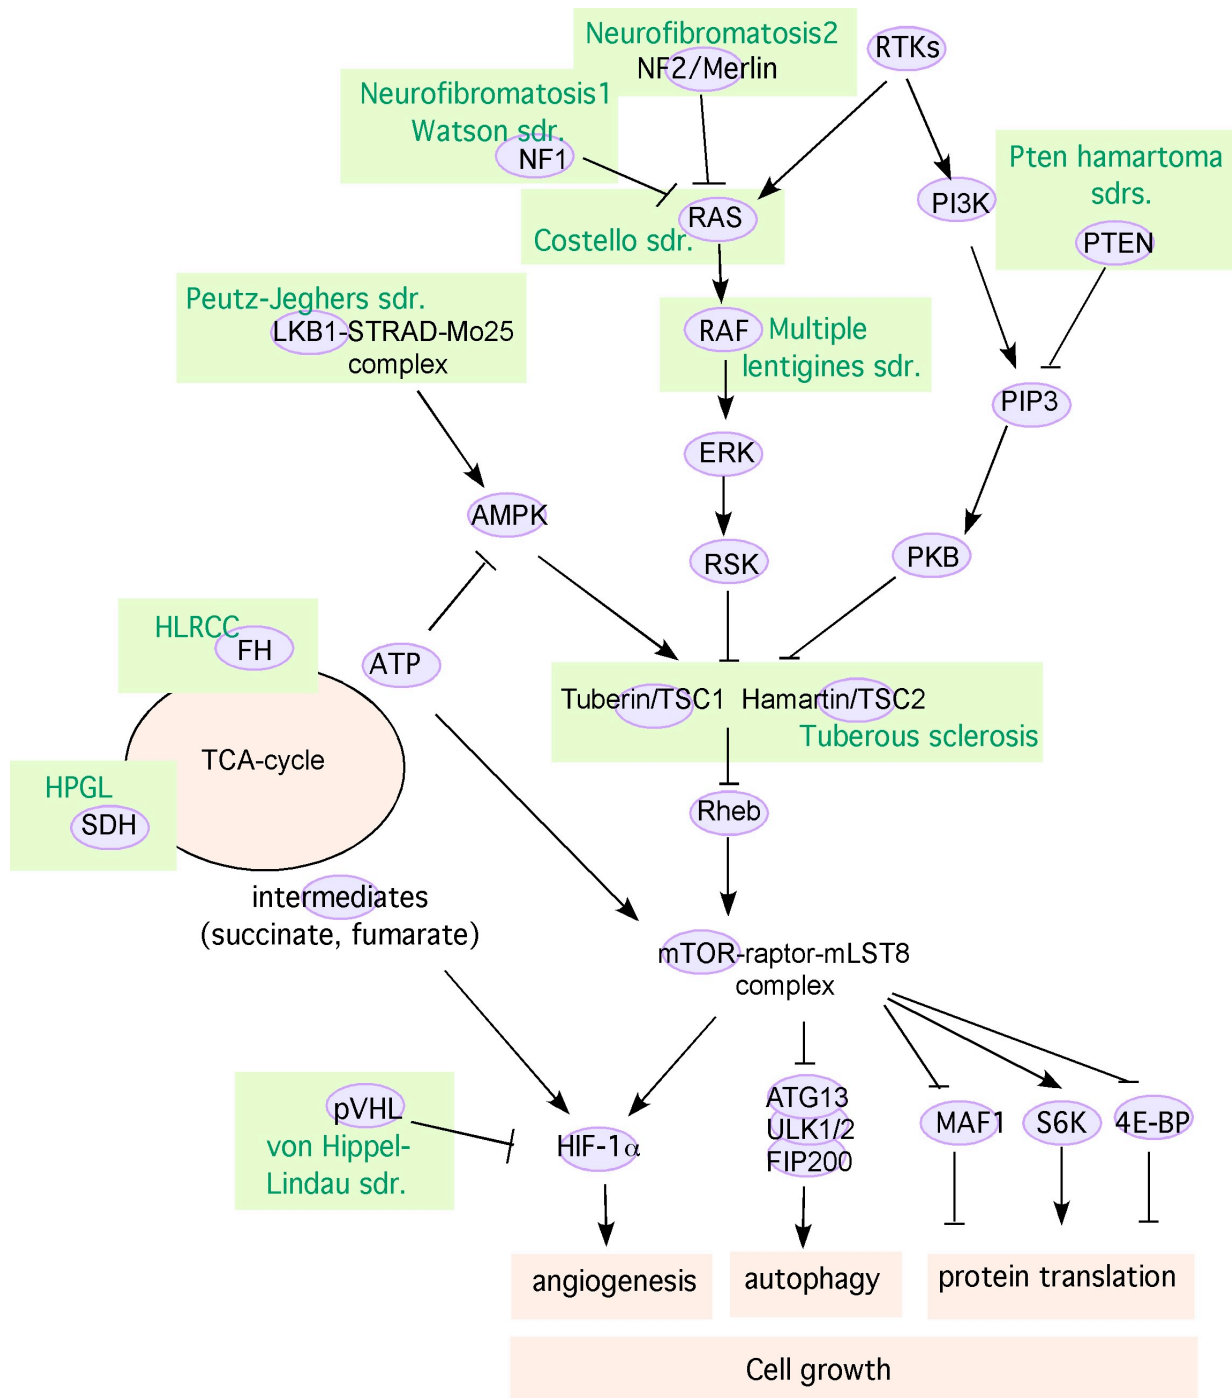 Neurofibromatosis2
NF2/Merlin
RTKs
Neurofibromatosis1
Watson sdr.
NF1
Pten hamartoma
sdrs.
PTEN
PI3K
RAS
Costello sdr.
Peutz-Jeghers sdr.
LKB1-STRAD-Mo25
complex
RAF
Multiple
lentigines sdr.
PIP3
ERK
AMPK
RSK
PKB
HLRCC
FH
ATP
Tuberin/TSC1
Hamartin/TSC2
Tuberous sclerosis
TCA-cycle
HPGL
SDH
Rheb
intermediates
(succinate, fumarate)
mTOR-raptor-mLST8
complex
pVHL
von Hippel-
Lindau sdr.
HIF-1α
ATG13
ULK1/2
FIP200
MAF1
S6K
4E-BP
angiogenesis
autophagy
protein translation
Cell growth